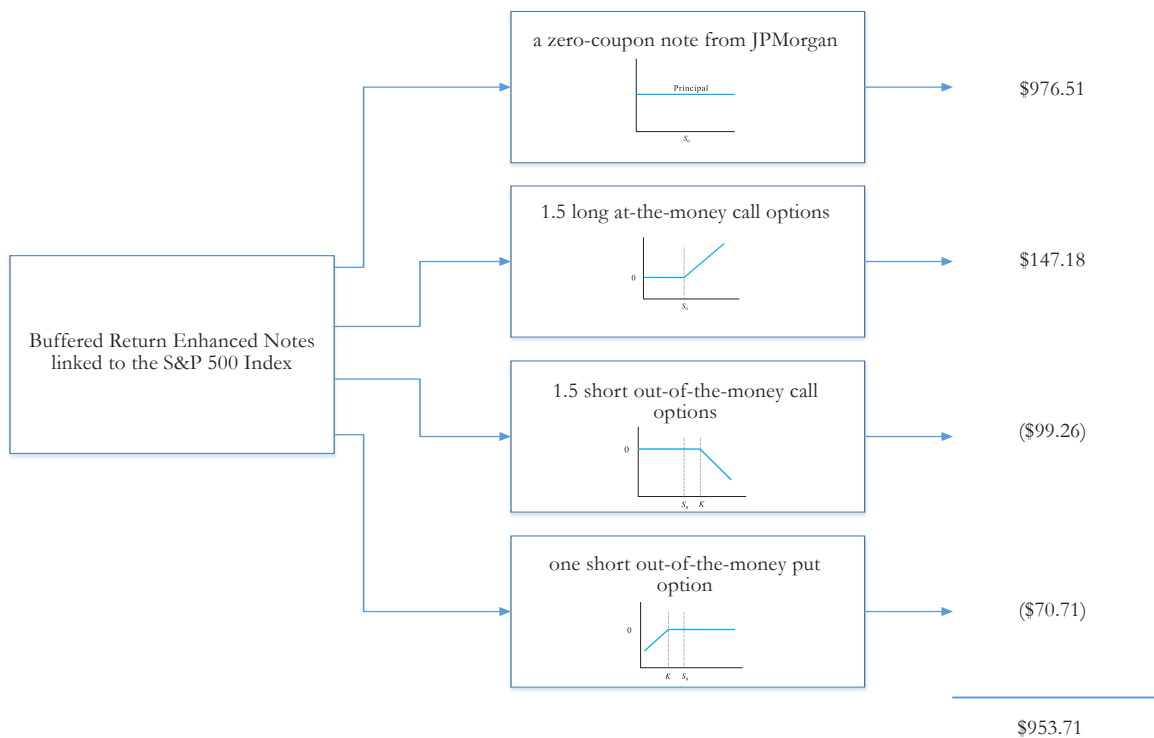 a zero-coupon note from JPMorgan
Principal
S₀
$976.51
1.5 long at-the-money call options
0
S₀
$147.18
Buffered Return Enhanced Notes
linked to the S&P 500 Index
1.5 short out-of-the-money call
options
0
S₀ K
($99.26)
one short out-of-the-money put
option
0
K S₀
($70.71)
$953.71